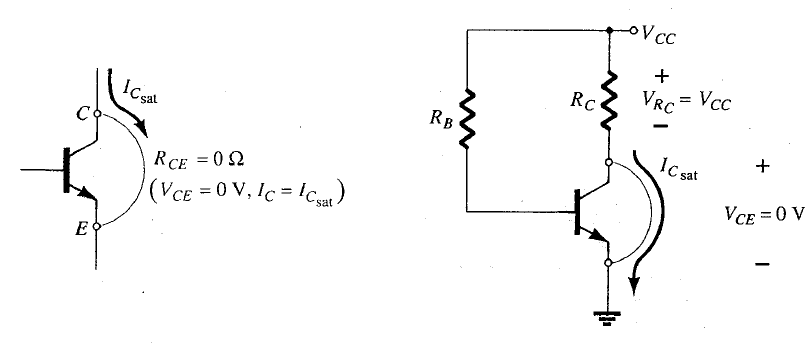 I_Csat
C
R_CE = 0 Ω
(V_CE = 0 V, I_C = I_Csat)
E
V_CC
R_B
R_C
+
V_RC = V_CC
−
I_Csat
+
V_CE = 0 V
−